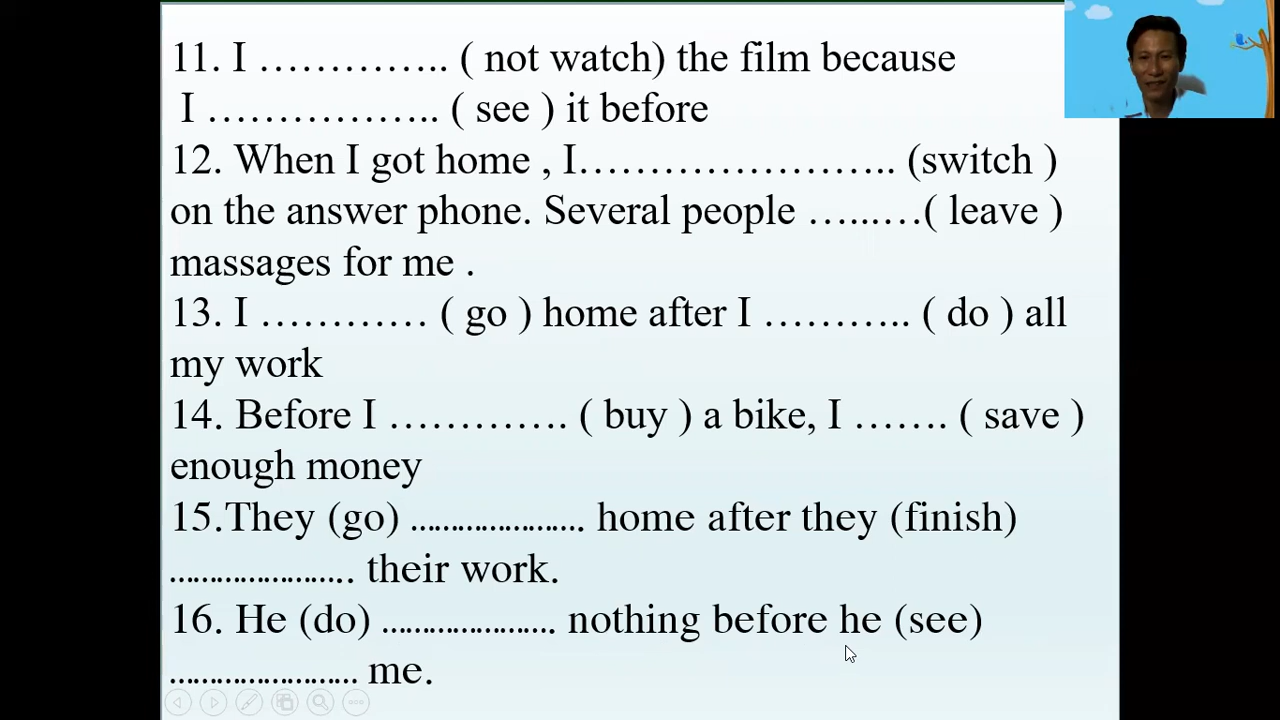 11. I ………….. ( not watch) the film because
I …………….. ( see ) it before
12. When I got home , I………………….. (switch )
on the answer phone. Several people …...…( leave )
massages for me .
13. I ………… ( go ) home after I ……….. ( do ) all
my work
14. Before I …………. ( buy ) a bike, I ……. ( save )
enough money
15.They (go) …………………. home after they (finish)
………………….. their work.
16. He (do) …………………. nothing before he (see)
…………………… me.